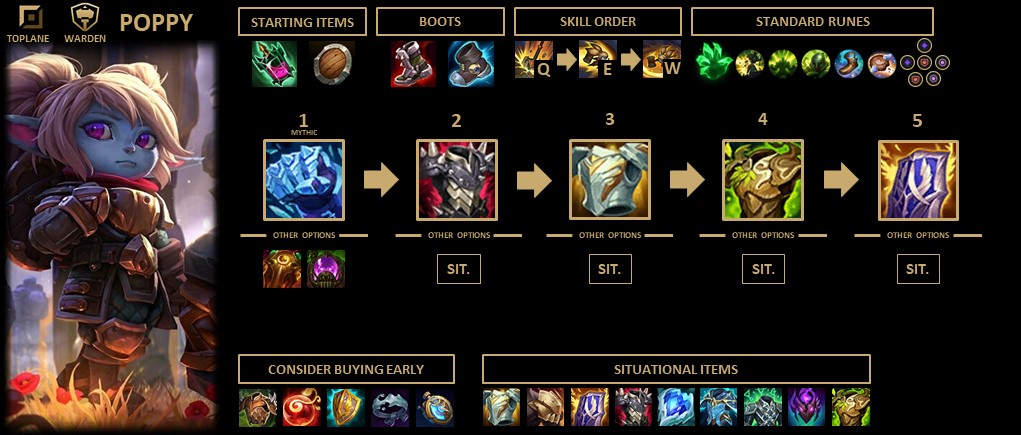 TOPLANE
WARDEN
POPPY
STARTING ITEMS
BOOTS
SKILL ORDER
STANDARD RUNES
Q
E
W
1
MYTHIC
2
3
4
5
OTHER OPTIONS
OTHER OPTIONS
OTHER OPTIONS
OTHER OPTIONS
OTHER OPTIONS
SIT.
SIT.
SIT.
SIT.
CONSIDER BUYING EARLY
SITUATIONAL ITEMS